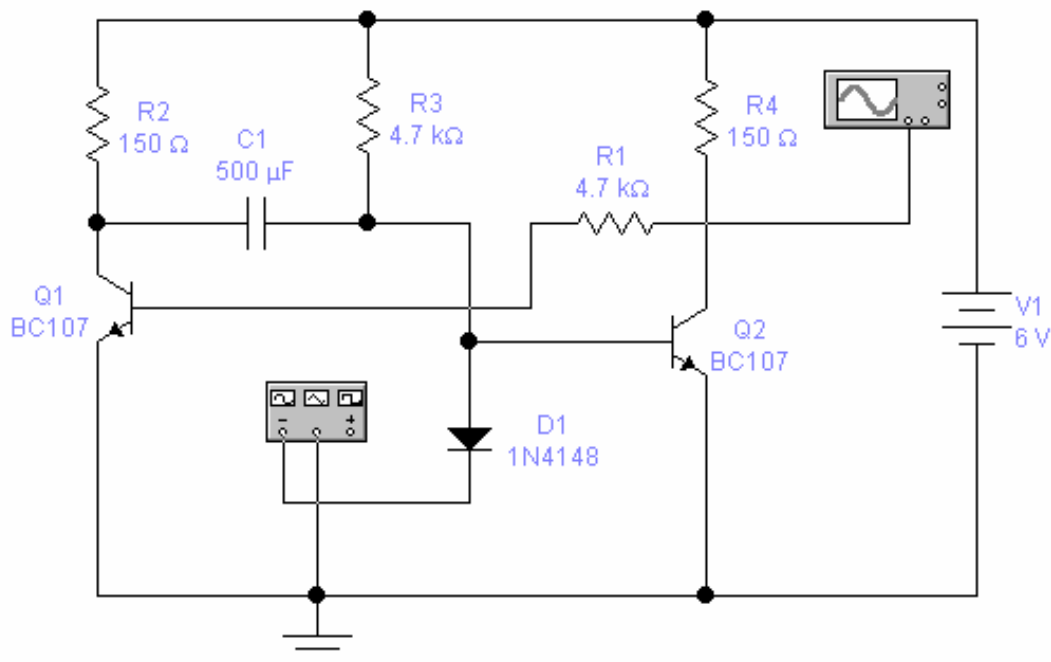 R2
150 Ω
C1
500 µF
R3
4.7 kΩ
R1
4.7 kΩ
R4
150 Ω
Q1
BC107
Q2
BC107
V1
6 V
D1
1N4148
− +